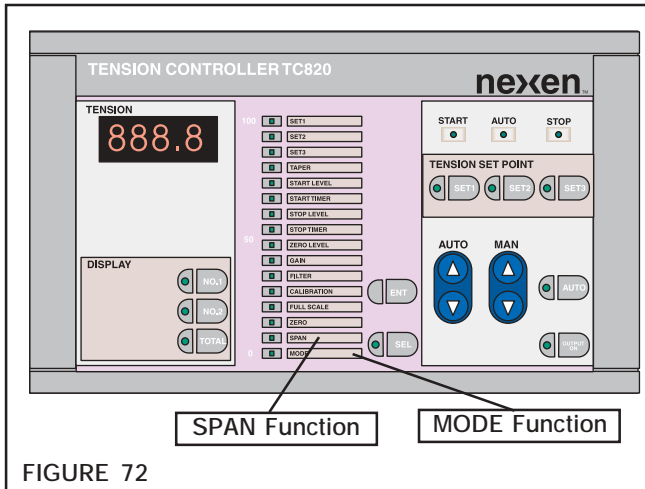 TENSION CONTROLLER TC820
nexen™
TENSION
888.8
DISPLAY
NO.1
NO.2
TOTAL
100
SET1
SET2
SET3
TAPER
START LEVEL
START TIMER
STOP LEVEL
STOP TIMER
50
ZERO LEVEL
GAIN
FILTER
CALIBRATION
FULL SCALE
ZERO
SPAN
0
MODE
ENT
SEL
START AUTO STOP
TENSION SET POINT
SET1 SET2 SET3
AUTO MAN
AUTO
OUTPUT
ON
SPAN Function
MODE Function
FIGURE 72